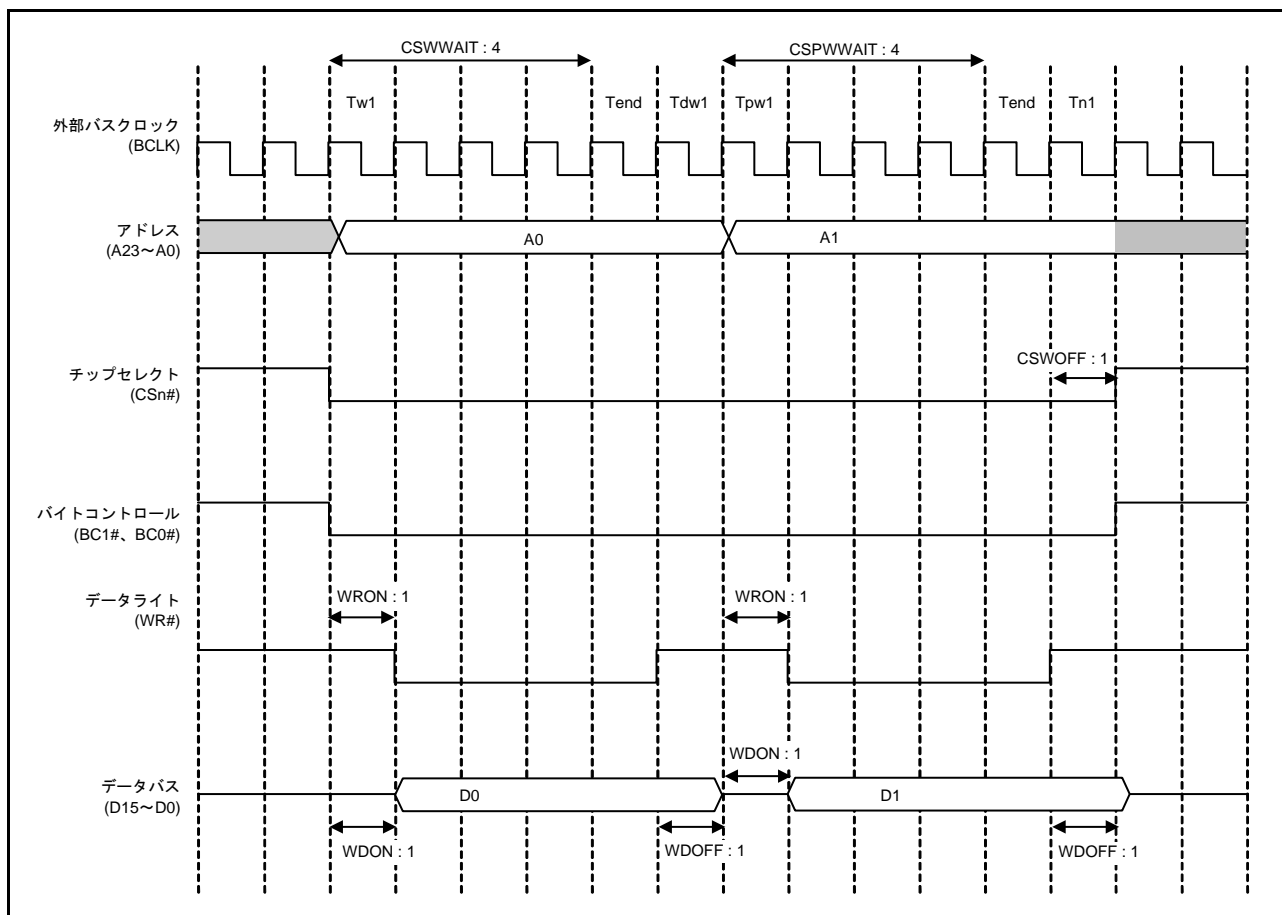 CSWWAIT : 4
CSPWWAIT : 4
Tw1
Tend
Tdw1
Tpw1
Tend
Tn1
外部バスクロック
(BCLK)
アドレス
(A23～A0)
A0
A1
チップセレクト
(CSn#)
CSWOFF : 1
バイトコントロール
(BC1#、BC0#)
データライト
(WR#)
WRON : 1
WRON : 1
WDON : 1
データバス
(D15～D0)
D0
D1
WDON : 1
WDOFF : 1
WDOFF : 1